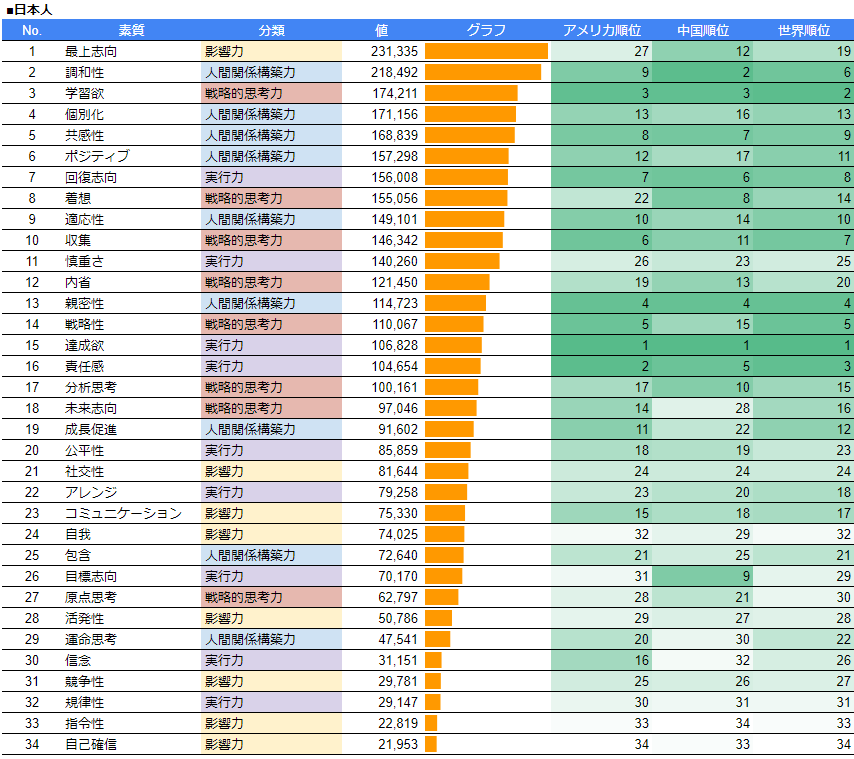 ■日本人
No. 素質 分類 値 グラフ アメリカ順位 中国順位 世界順位
1 最上志向 影響力 231,335 27 12 19
2 調和性 人間関係構築力 218,492 9 2 6
3 学習欲 戦略的思考力 174,211 3 3 2
4 個別化 人間関係構築力 171,156 13 16 13
5 共感性 人間関係構築力 168,839 8 7 9
6 ポジティブ 人間関係構築力 157,298 12 17 11
7 回復志向 実行力 156,008 7 6 8
8 着想 戦略的思考力 155,056 22 8 14
9 適応性 人間関係構築力 149,101 10 14 10
10 収集 戦略的思考力 146,342 6 11 7
11 慎重さ 実行力 140,260 26 23 25
12 内省 戦略的思考力 121,450 19 13 20
13 親密性 人間関係構築力 114,723 4 4 4
14 戦略性 戦略的思考力 110,067 5 15 5
15 達成欲 実行力 106,828 1 1 1
16 責任感 実行力 104,654 2 5 3
17 分析思考 戦略的思考力 100,161 17 10 15
18 未来志向 戦略的思考力 97,046 14 28 16
19 成長促進 人間関係構築力 91,602 11 22 12
20 公平性 実行力 85,859 18 19 23
21 社交性 影響力 81,644 24 24 24
22 アレンジ 実行力 79,258 23 20 18
23 コミュニケーション 影響力 75,330 15 18 17
24 自我 影響力 74,025 32 29 32
25 包含 人間関係構築力 72,640 21 25 21
26 目標志向 実行力 70,170 31 9 29
27 原点思考 戦略的思考力 62,797 28 21 30
28 活発性 影響力 50,786 29 27 28
29 運命思考 人間関係構築力 47,541 20 30 22
30 信念 実行力 31,151 16 32 26
31 競争性 影響力 29,781 25 26 27
32 規律性 実行力 29,147 30 31 31
33 指令性 影響力 22,819 33 34 33
34 自己確信 影響力 21,953 34 33 34